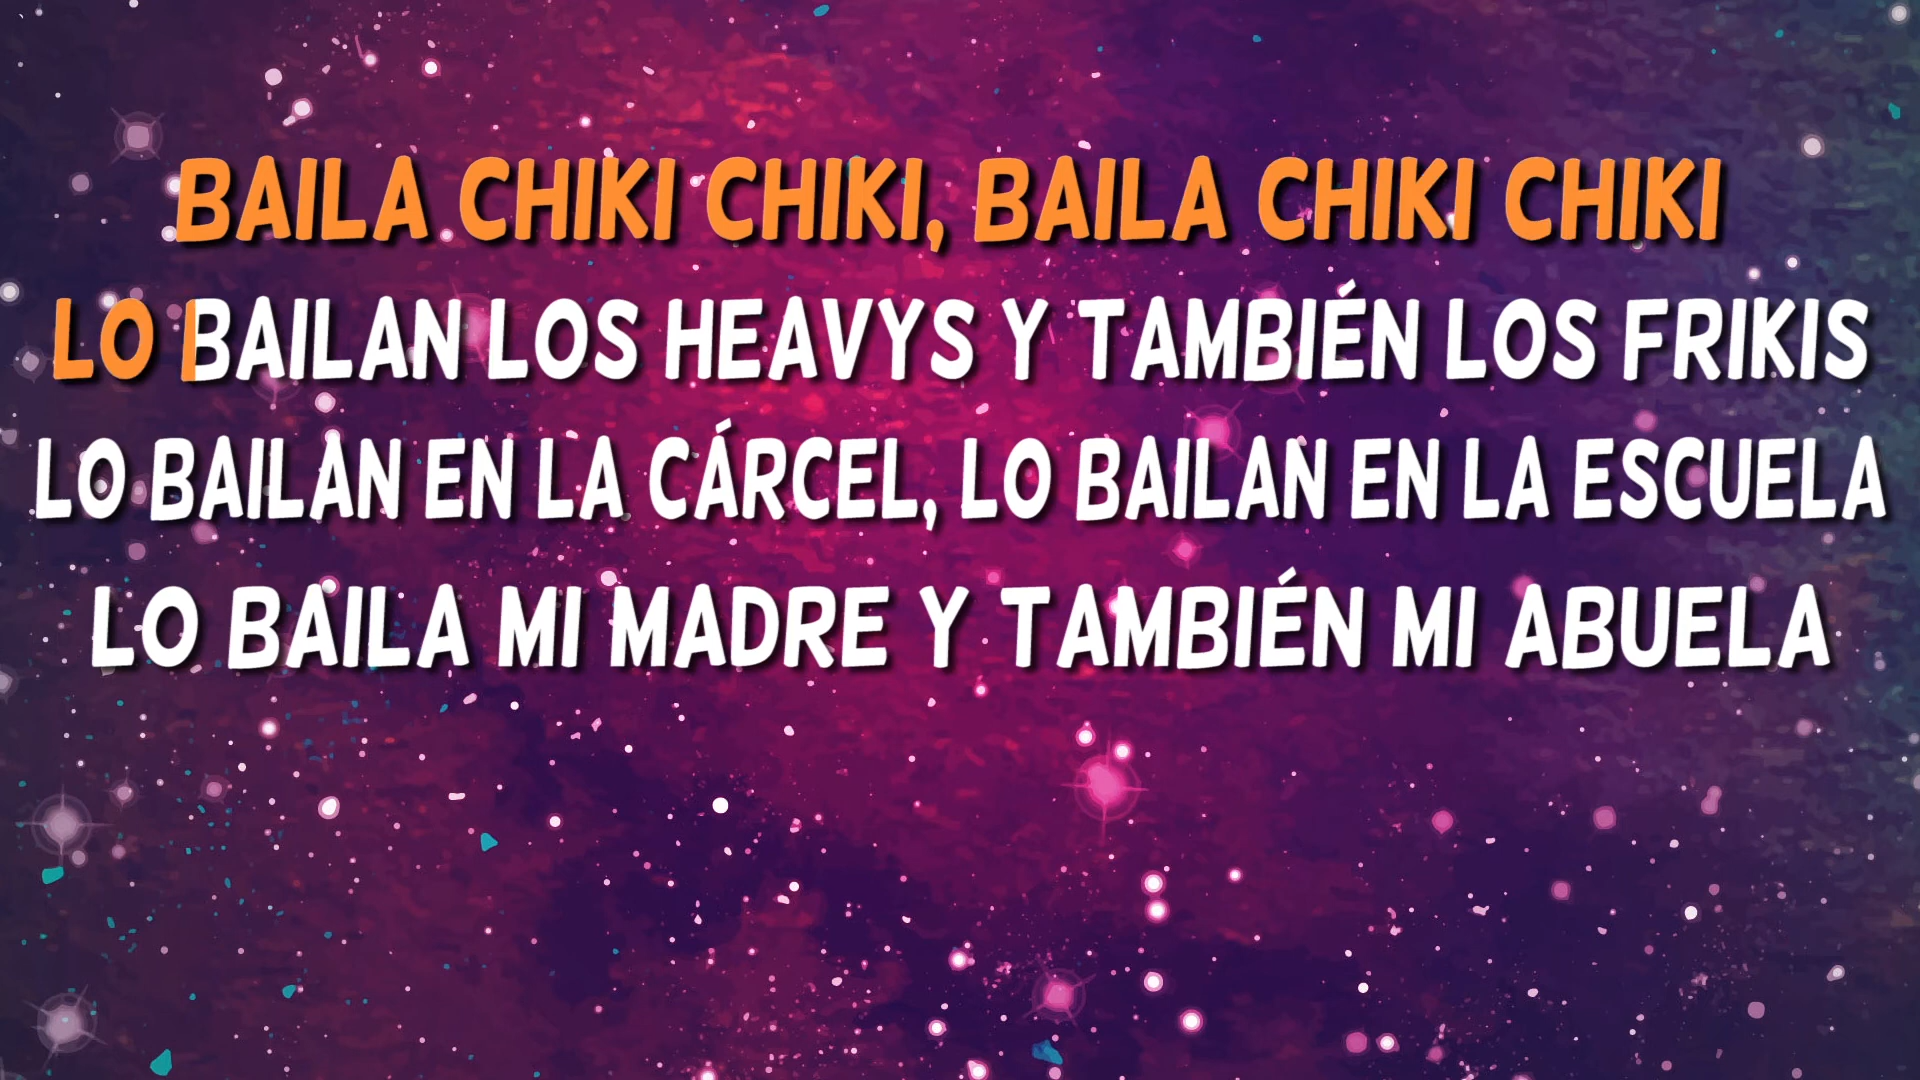 BAILA CHIKI CHIKI, BAILA CHIKI CHIKI
LO BAILAN LOS HEAVYS Y TAMBIÉN LOS FRIKIS
LO BAILAN EN LA CÁRCEL, LO BAILAN EN LA ESCUELA
LO BAILA MI MADRE Y TAMBIÉN MI ABUELA